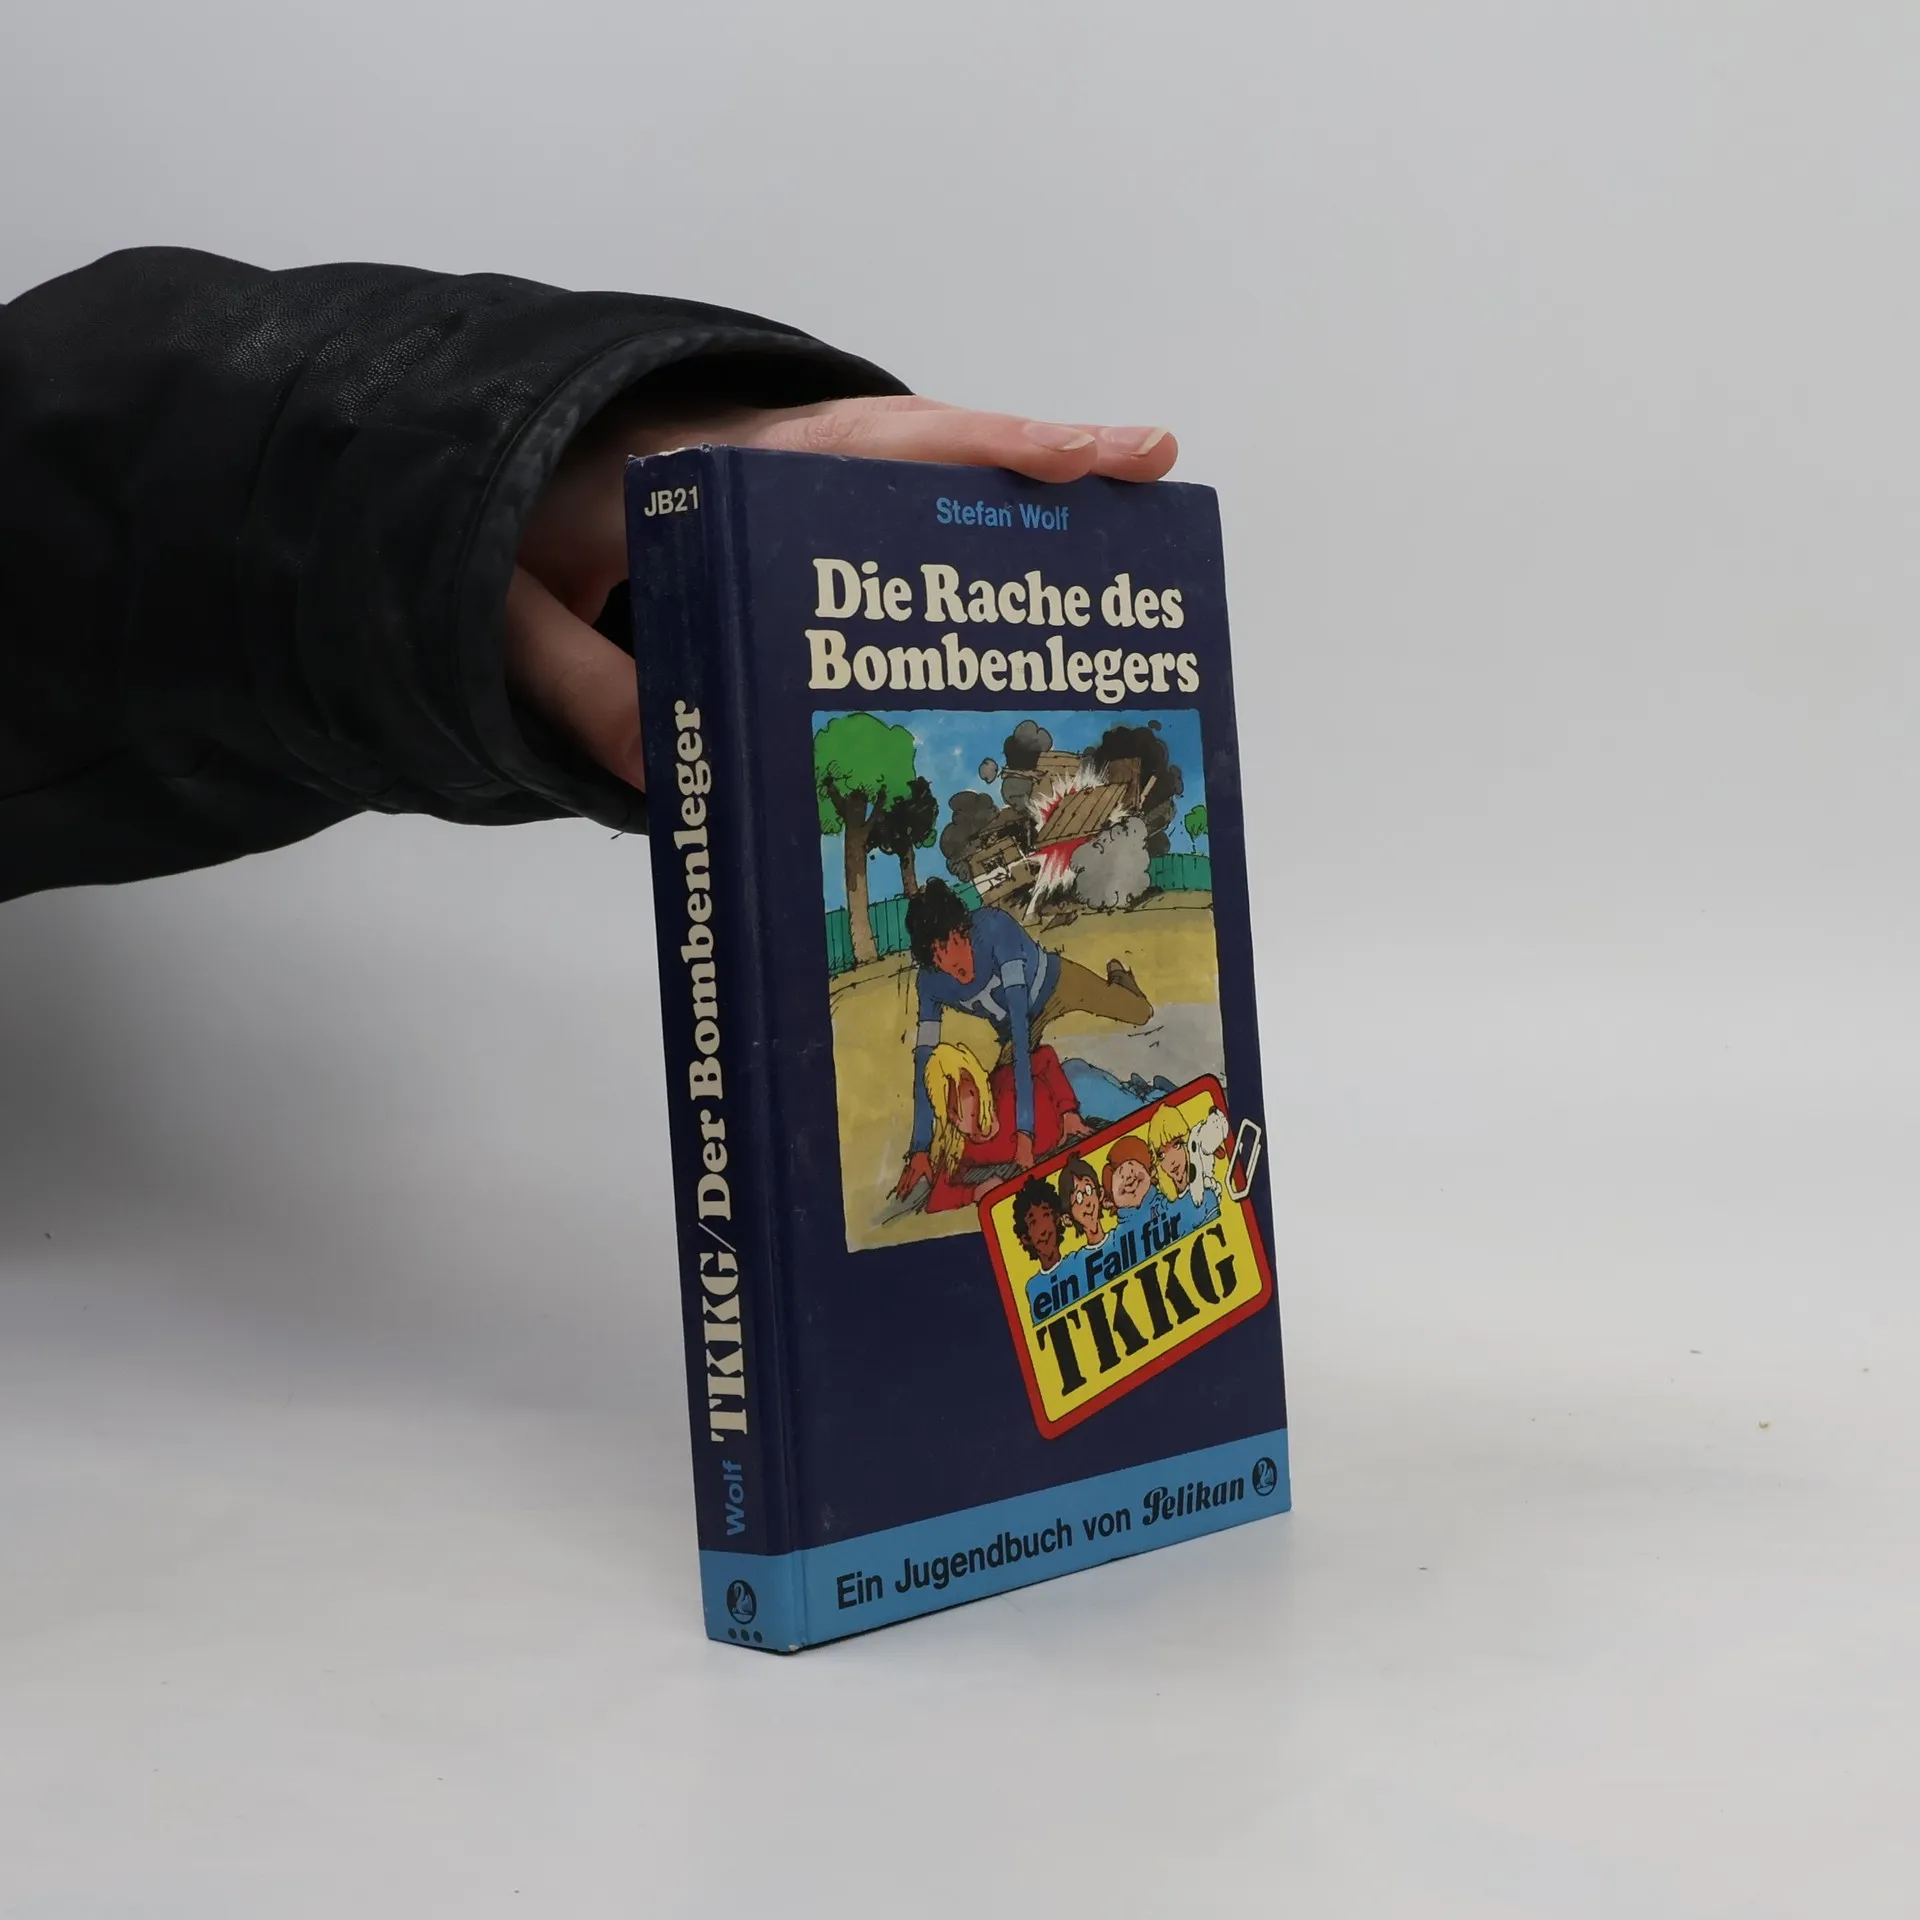 JB21
Wolf TKKG/Der Bombenleger
Stefan Wolf
Die Rache des
Bombenlegers
ein Fall für
TKKG
Ein Jugendbuch von Pelikan